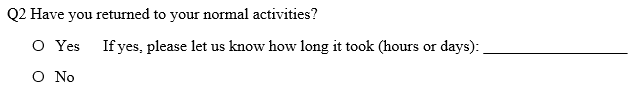 Q2 Have you returned to your normal activities?
O Yes If yes, please let us know how long it took (hours or days): ____________________
O No